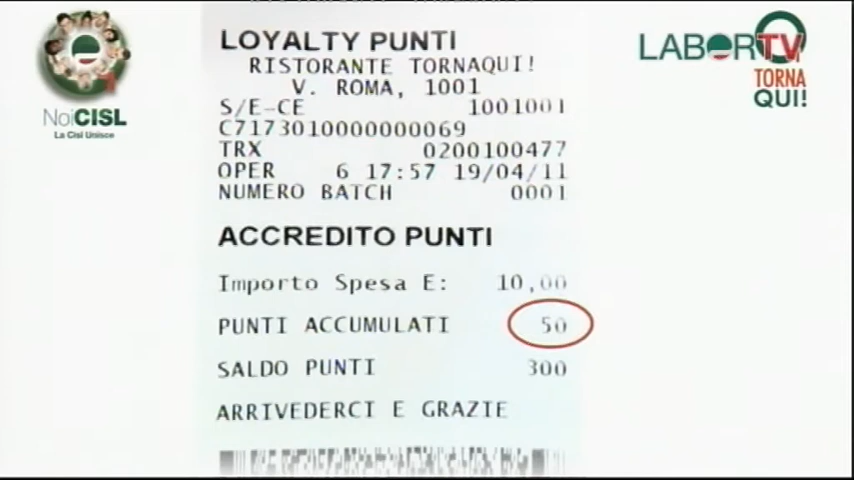 LOYALTY PUNTI
RISTORANTE TORNAQUI!
V. ROMA, 1001
S/E-CE 1001001
C7173010000000069
TRX 0200100477
OPER 6 17:57 19/04/11
NUMERO BATCH 0001
ACCREDITO PUNTI
Importo Spesa E: 10,00
PUNTI ACCUMULATI 50
SALDO PUNTI 300
ARRIVEDERCI E GRAZIE
NoiCISL
La Cisl Unisce
LABORTV
TORNA
QUI!